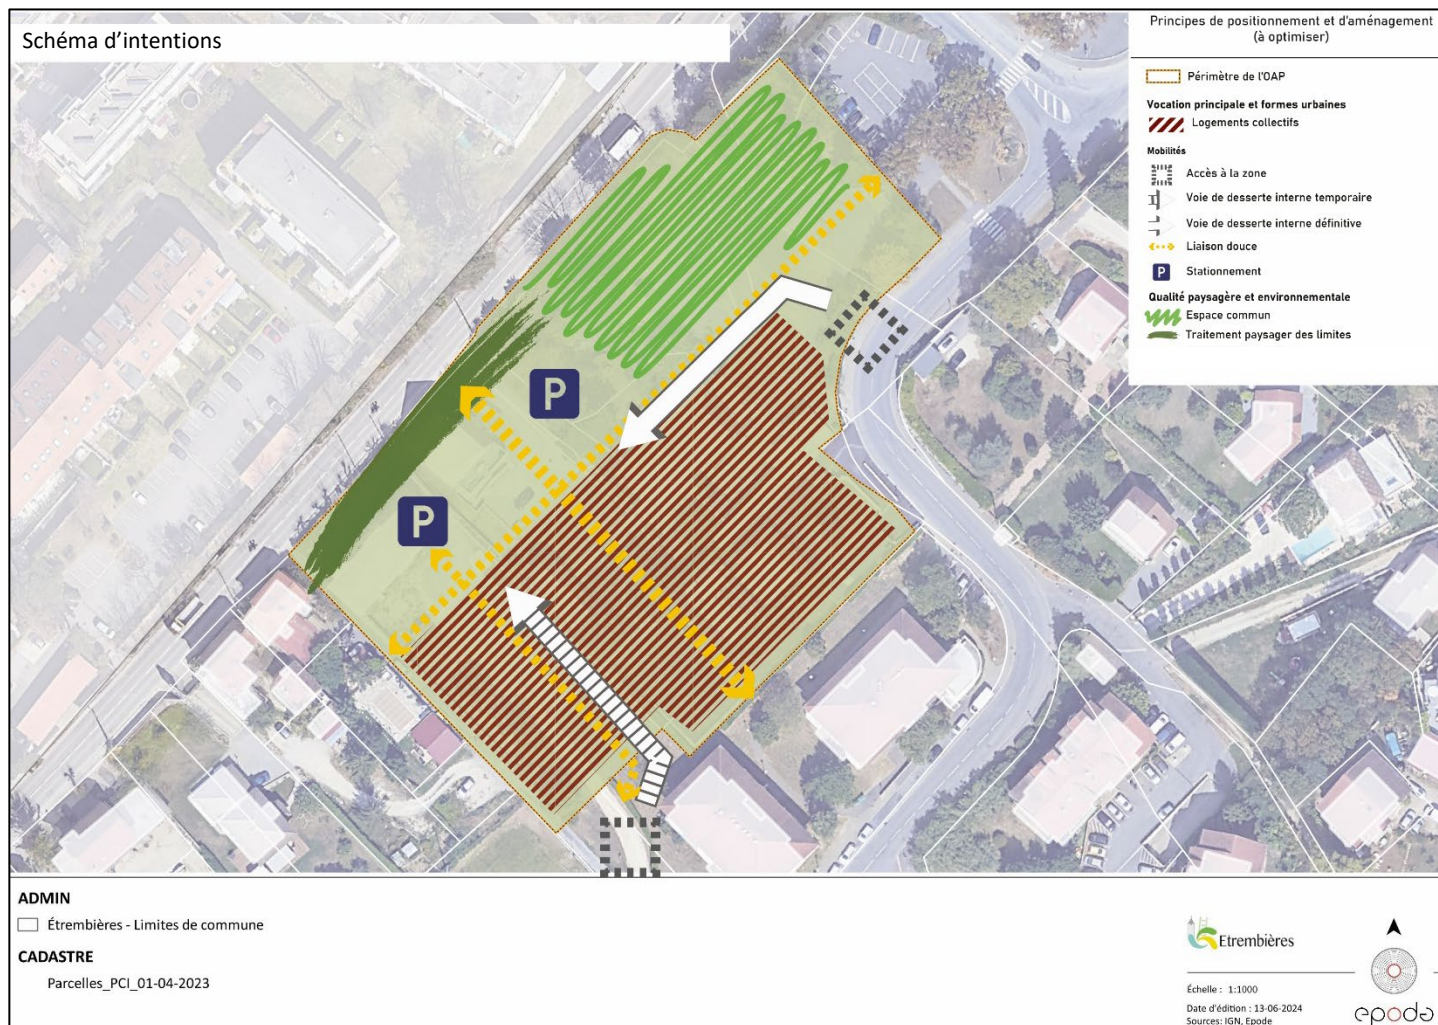 Schéma d'intentions
Principes de positionnement et d'aménagement
(à optimiser)
Périmètre de l'OAP
Vocation principale et formes urbaines
Logements collectifs
Mobilités
Accès à la zone
Voie de desserte interne temporaire
Voie de desserte interne définitive
Liaison douce
P Stationnement
Qualité paysagère et environnementale
Espace commun
Traitement paysager des limites
P
P
ADMIN
Étrembières - Limites de commune
CADASTRE
Parcelles_PCI_01-04-2023
Etrembières
Échelle : 1:1000
Date d'édition : 13-06-2024
Sources: IGN, Epode
epode